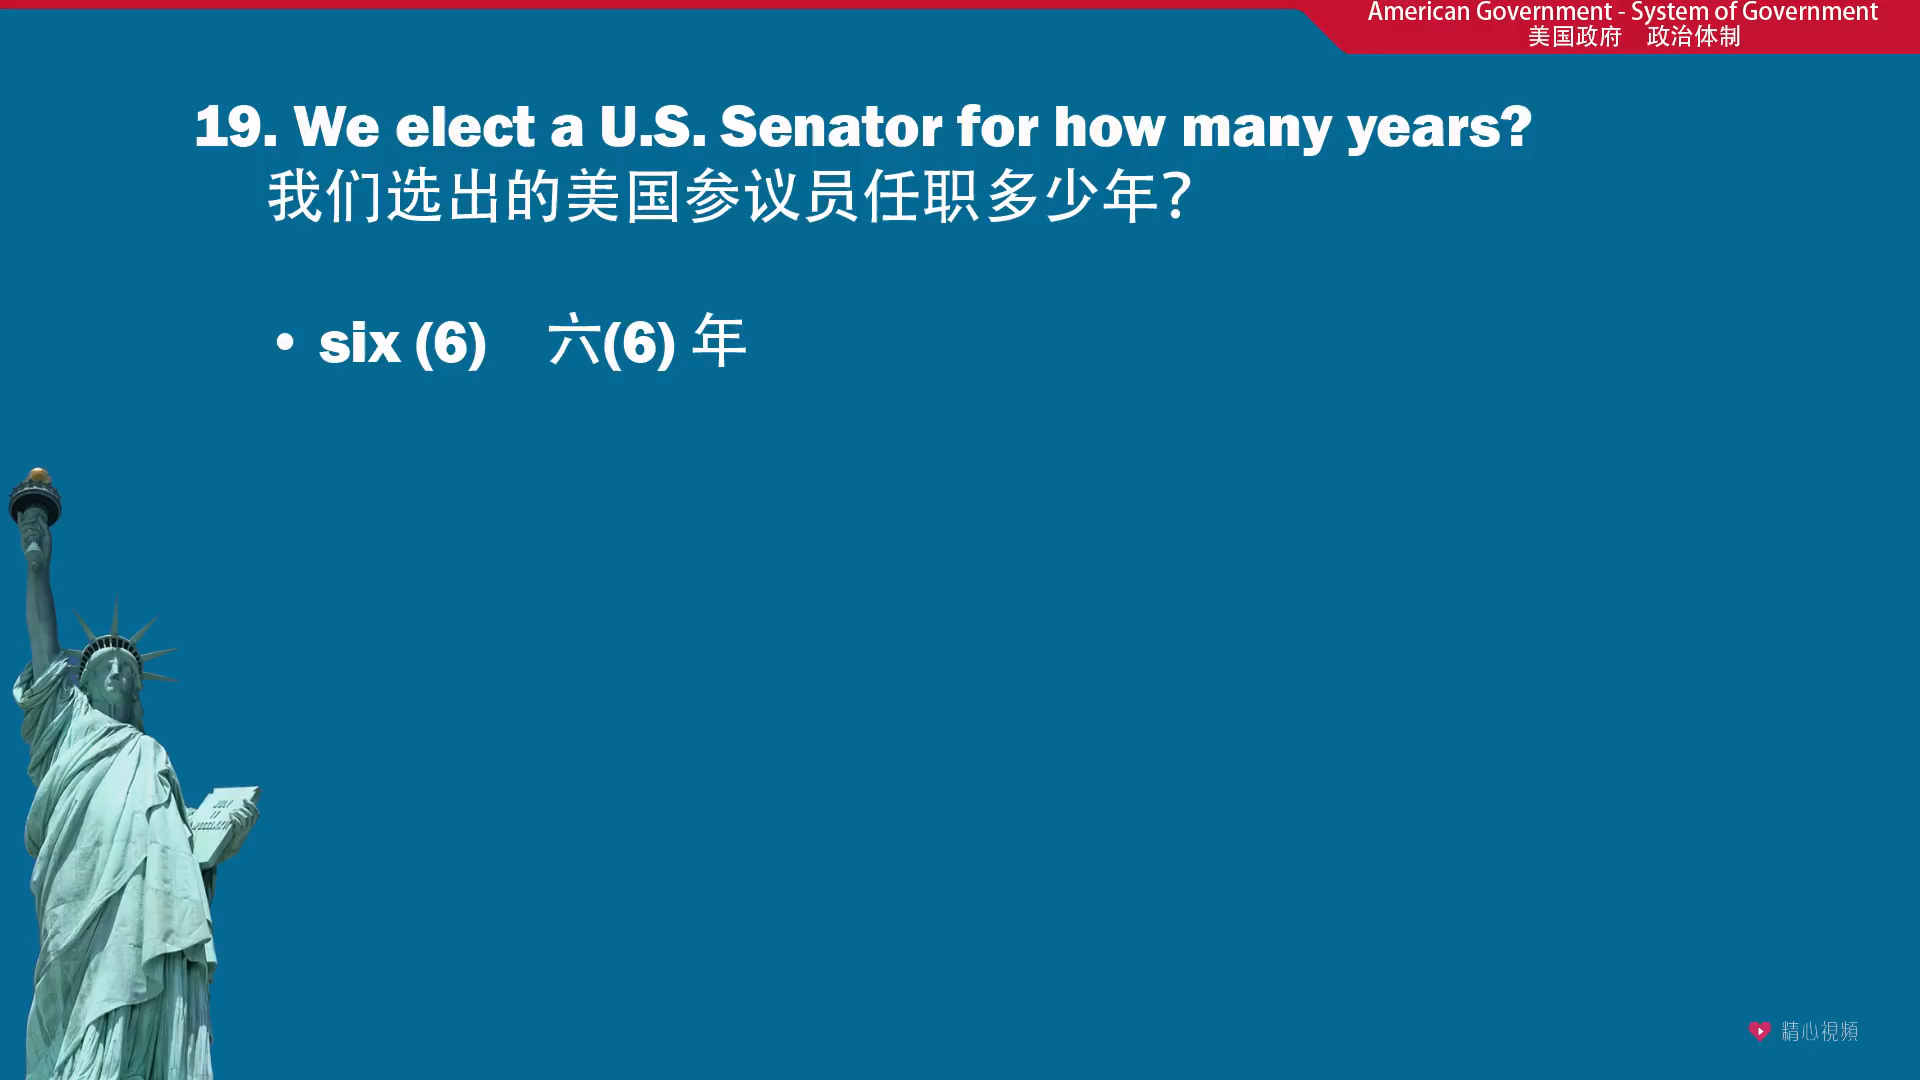 American Government - System of Government
美国政府 政治体制
19. We elect a U.S. Senator for how many years?
我们选出的美国参议员任职多少年?
• six (6) 六(6) 年
JULY
IV
精心視頻